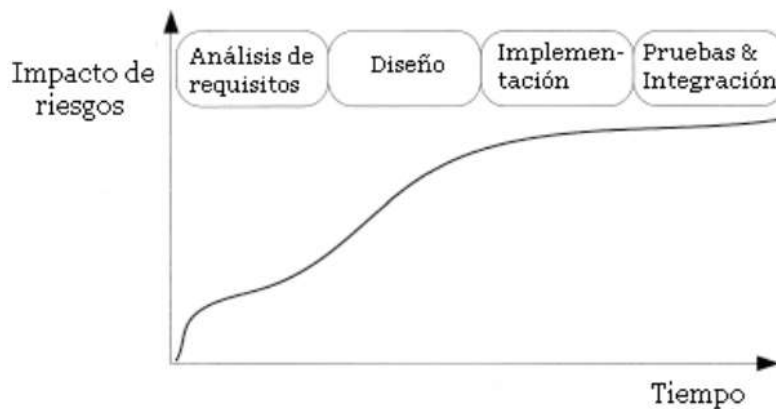 Impacto de
riesgos
Análisis de
requisitos
Diseño
Implemen-
tación
Pruebas &
Integración
Tiempo